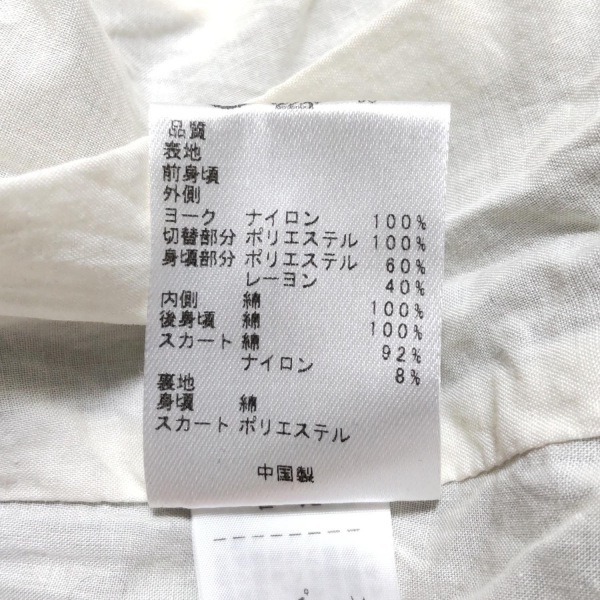 品質
表地
前身頃
外側
ヨーク ナイロン 100%
切替部分 ポリエステル 100%
身頃部分 ポリエステル 60%
レーヨン 40%
内側 綿 100%
後身頃 綿 100%
スカート 綿 92%
ナイロン 8%
裏地
身頃 綿
スカート ポリエステル
中国製